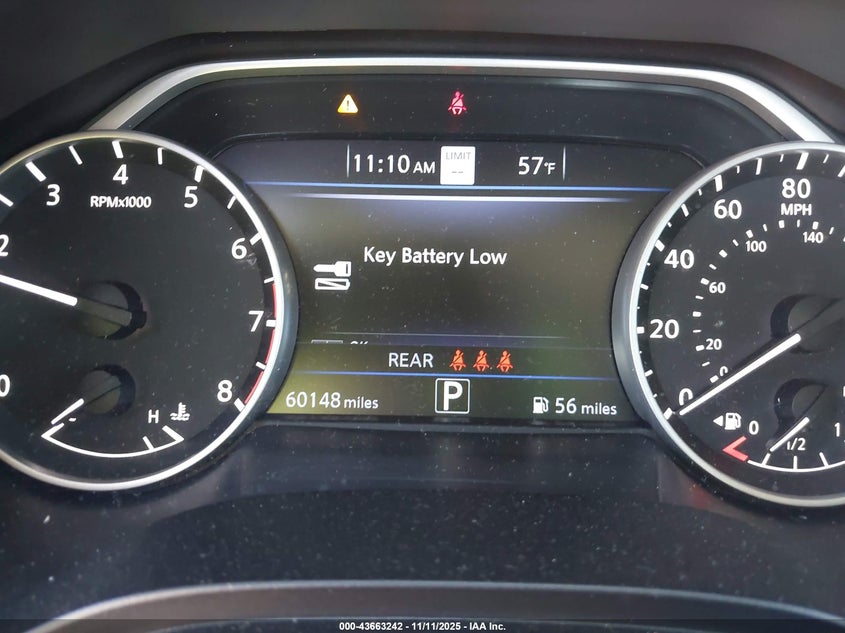 11:10 AM
LIMIT
--
57°F
Key Battery Low
REAR
60148 miles
P
56 miles
0
2
3
4
5
6
7
8
RPMx1000
H
0
20
40
60
80
MPH
0
20
60
100
140
0
1/2
1
000-43663242 - 11/11/2025 - IAA Inc.